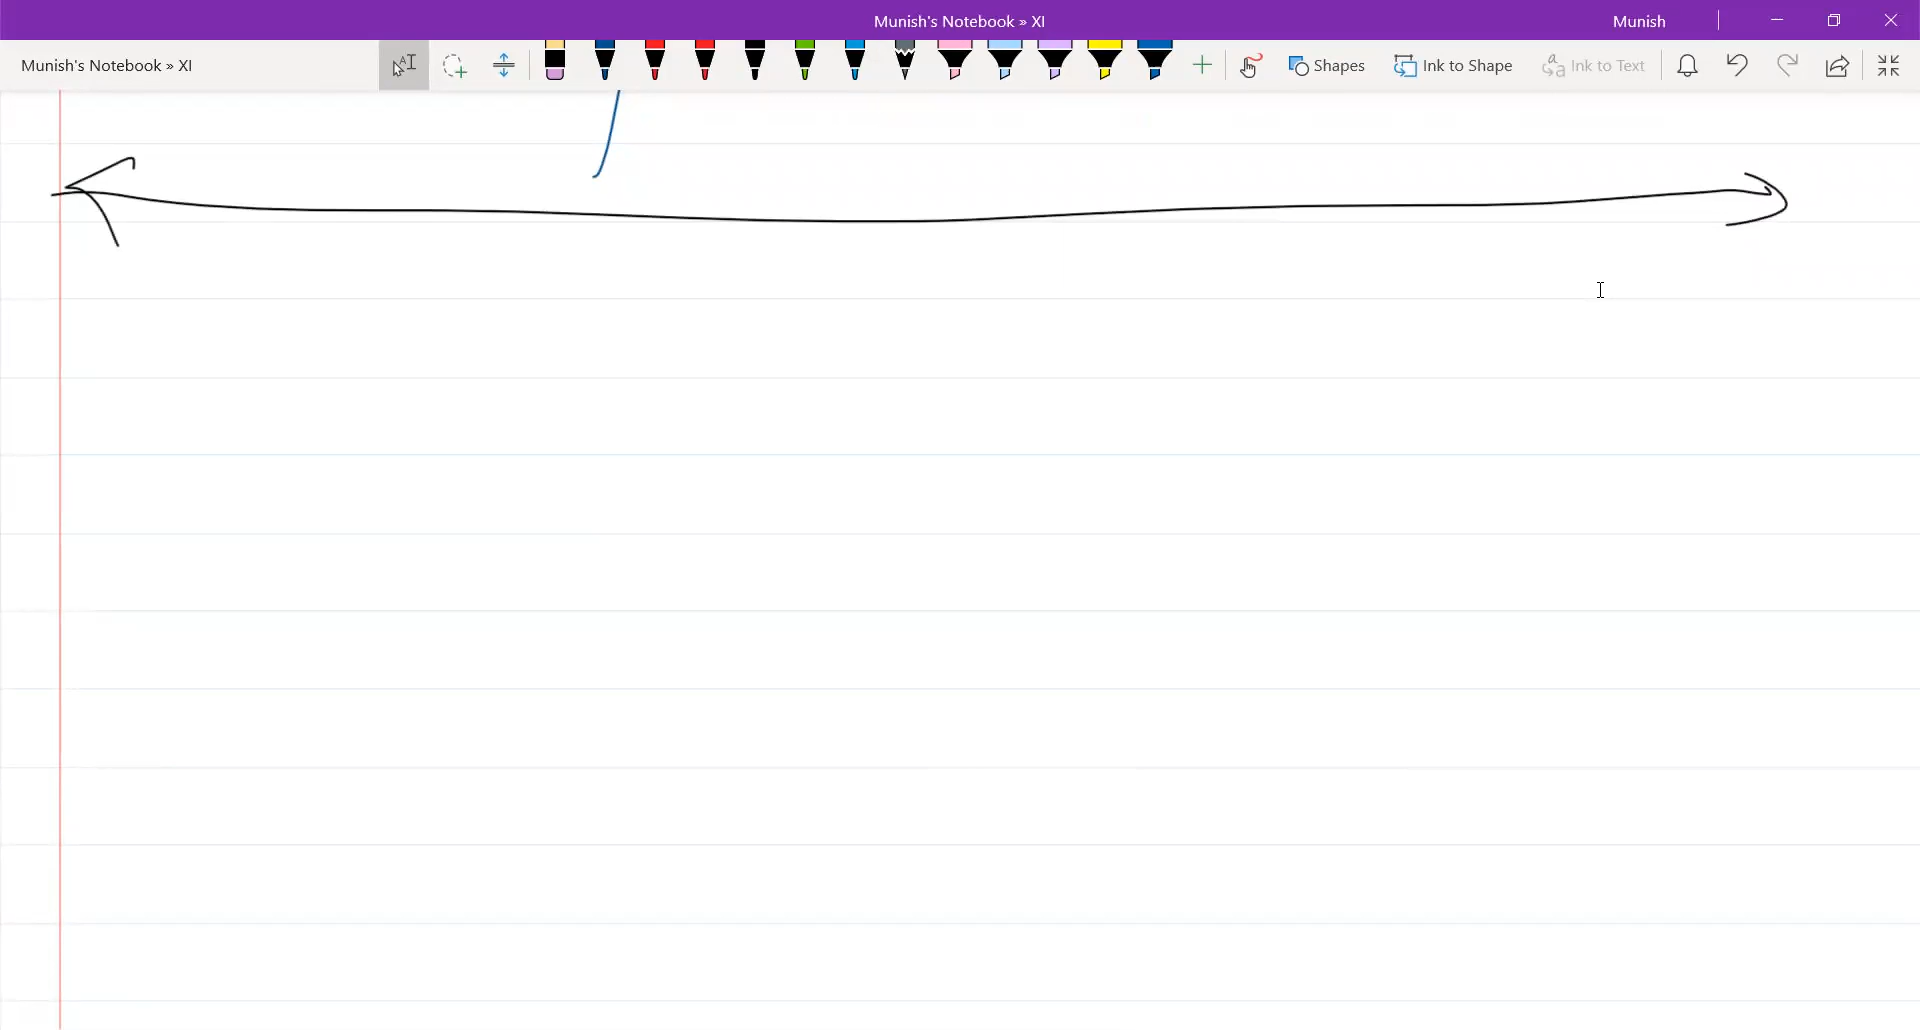 Munish's Notebook » XI
Munish
Munish's Notebook » XI
Shapes
Ink to Shape
Ink to Text